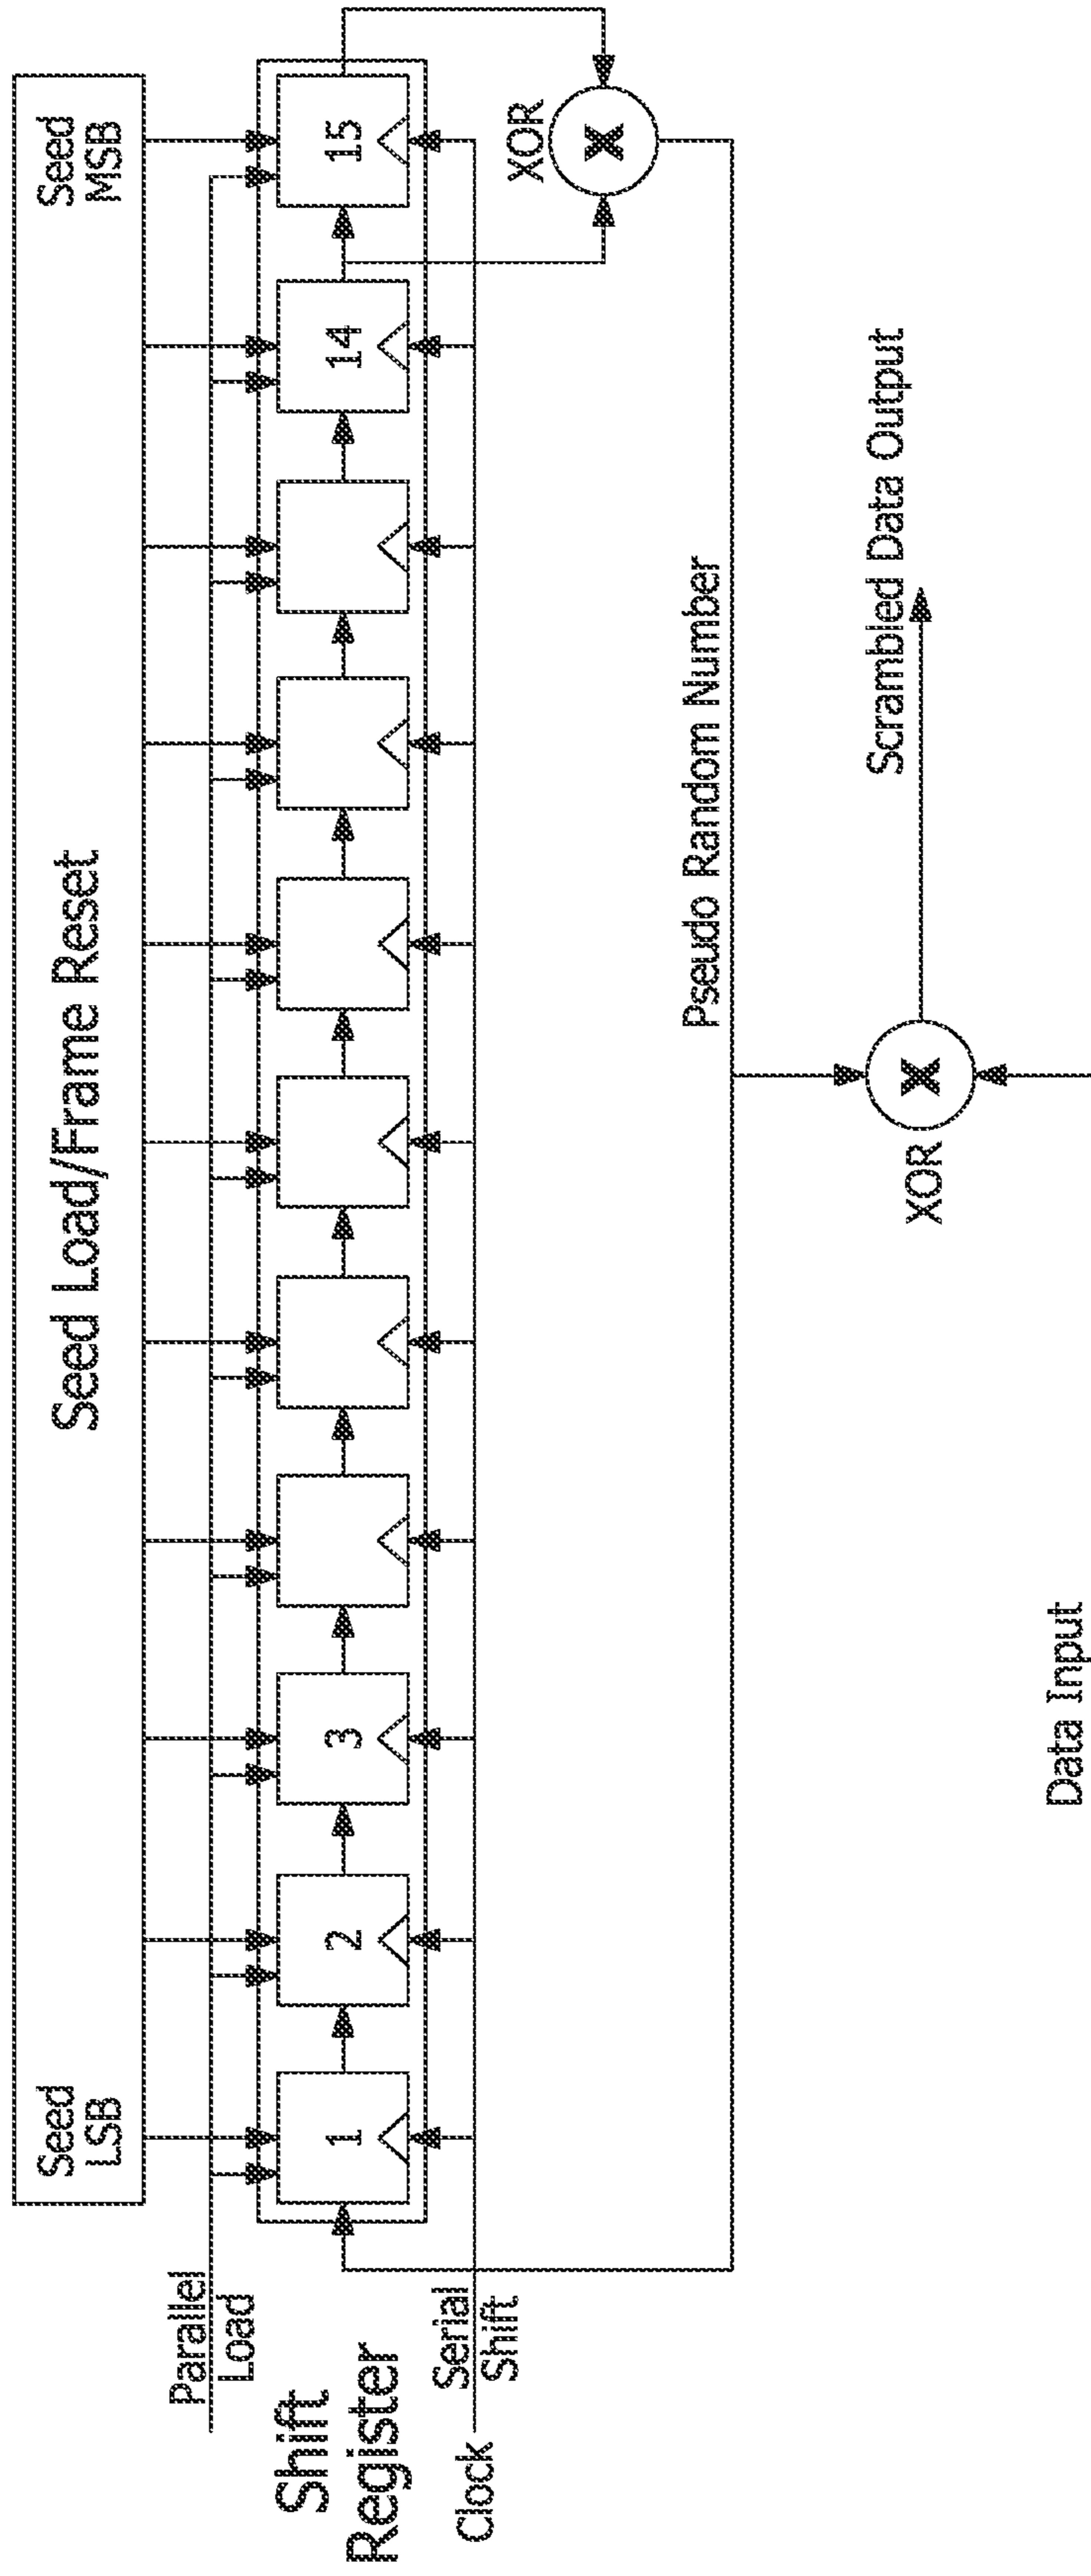 Seed Load/Frame Reset
Seed
LSB
Seed
MSB
Parallel
Load
Shift
Register
1
2
3
14
15
Serial
Shift
Clock
XOR
X
Pseudo Random Number
XOR
X
Scrambled Data Output
Data Input